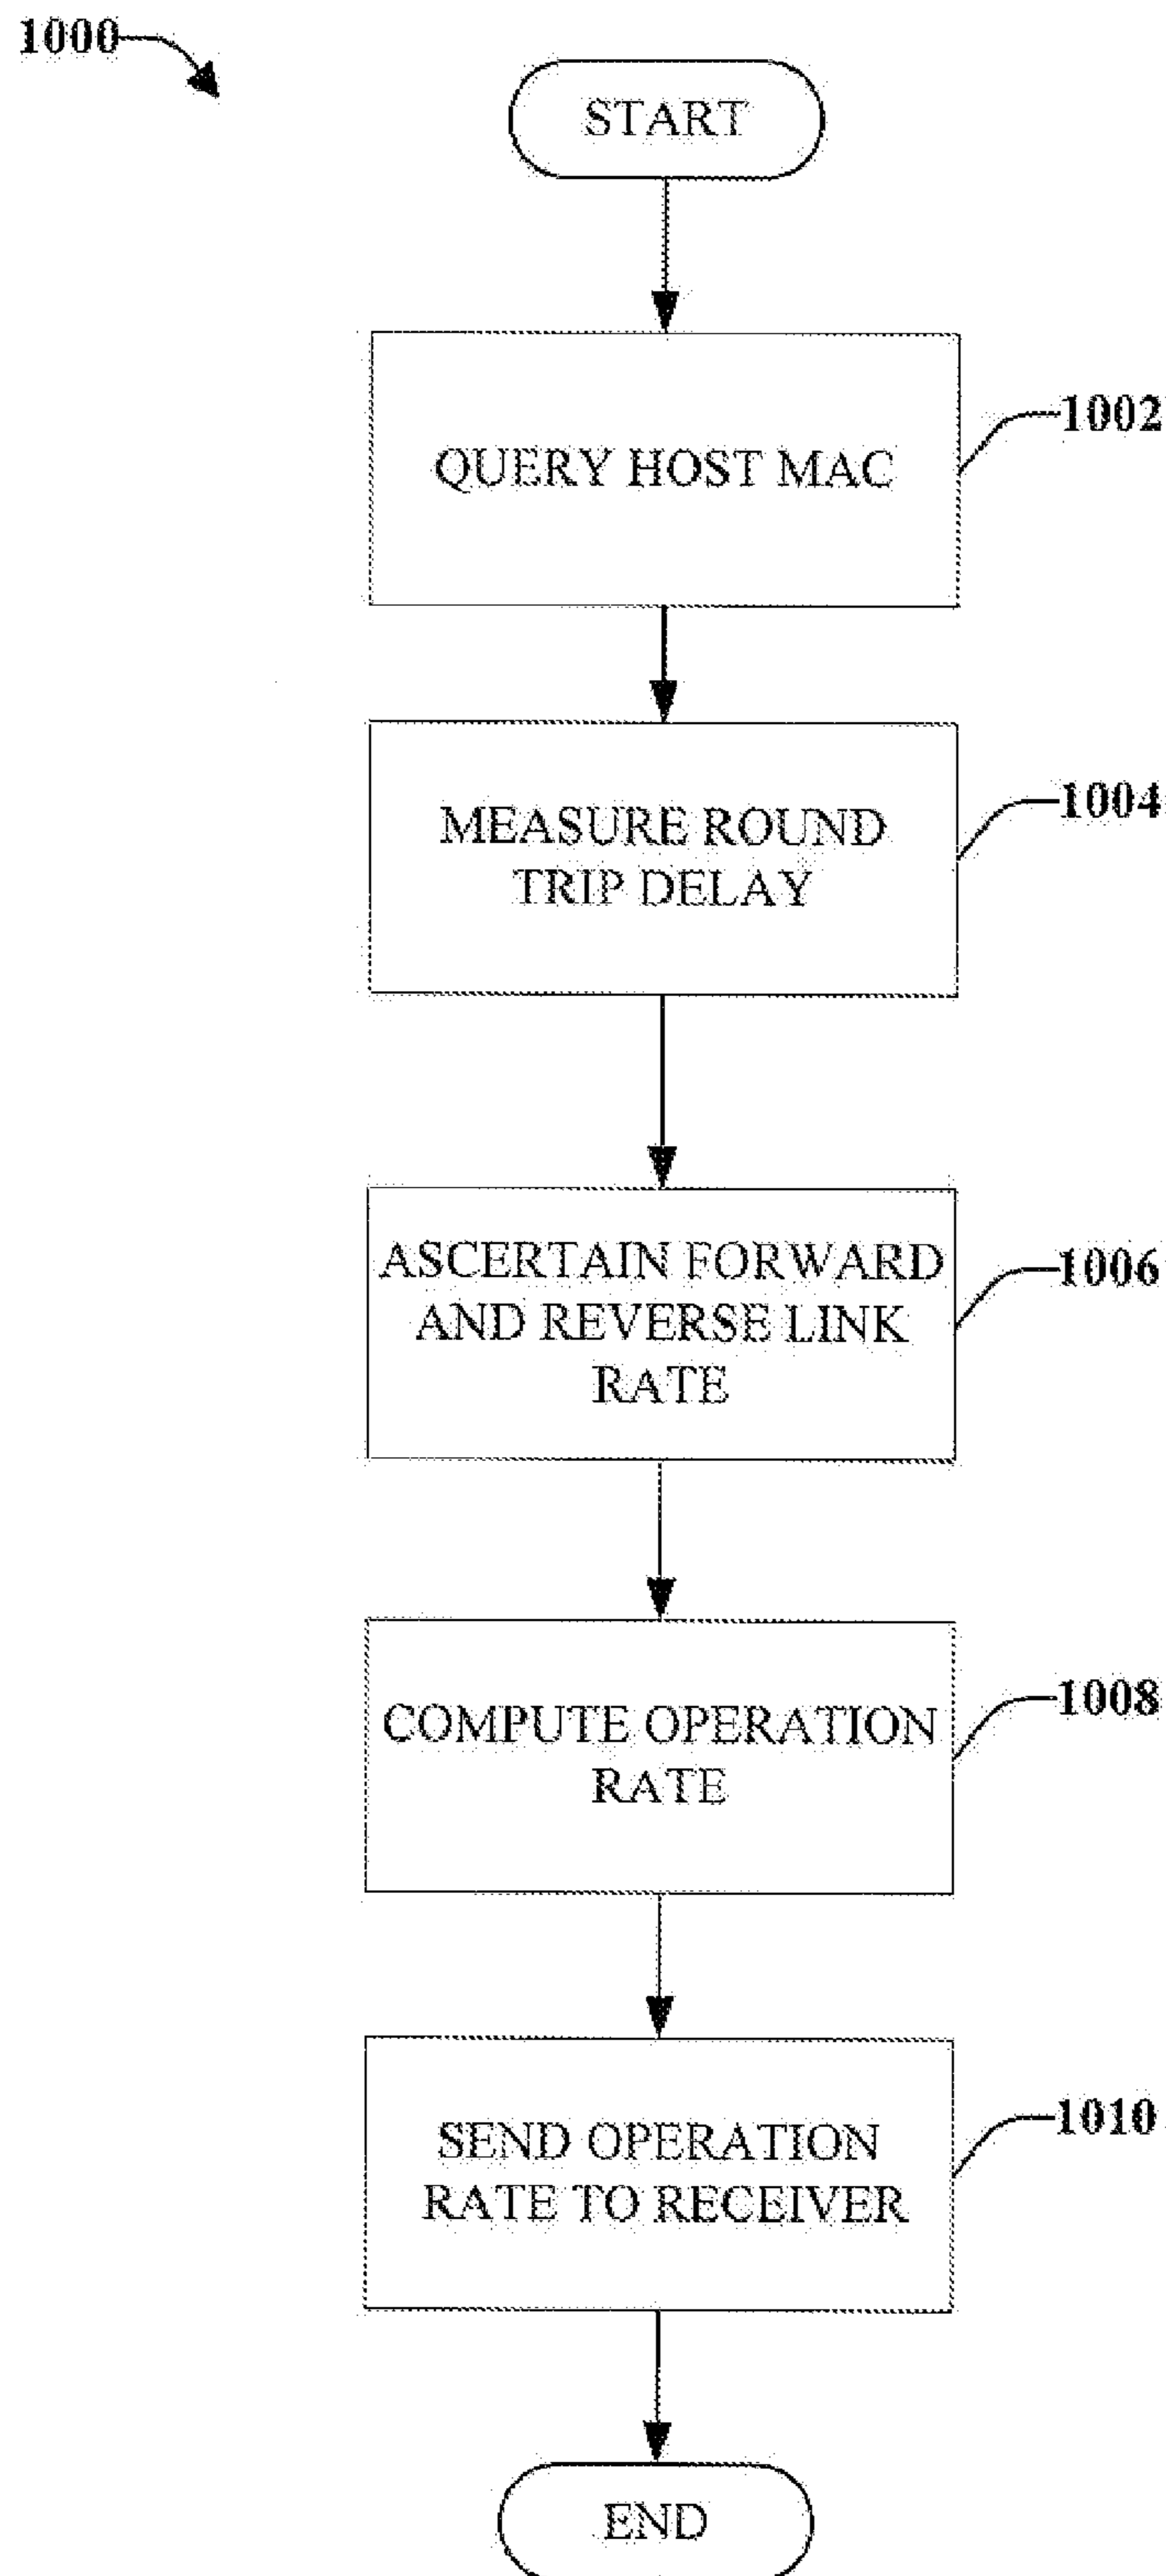 1000
START
QUERY HOST MAC
1002
MEASURE ROUND
TRIP DELAY
1004
ASCERTAIN FORWARD
AND REVERSE LINK
RATE
1006
COMPUTE OPERATION
RATE
1008
SEND OPERATION
RATE TO RECEIVER
1010
END